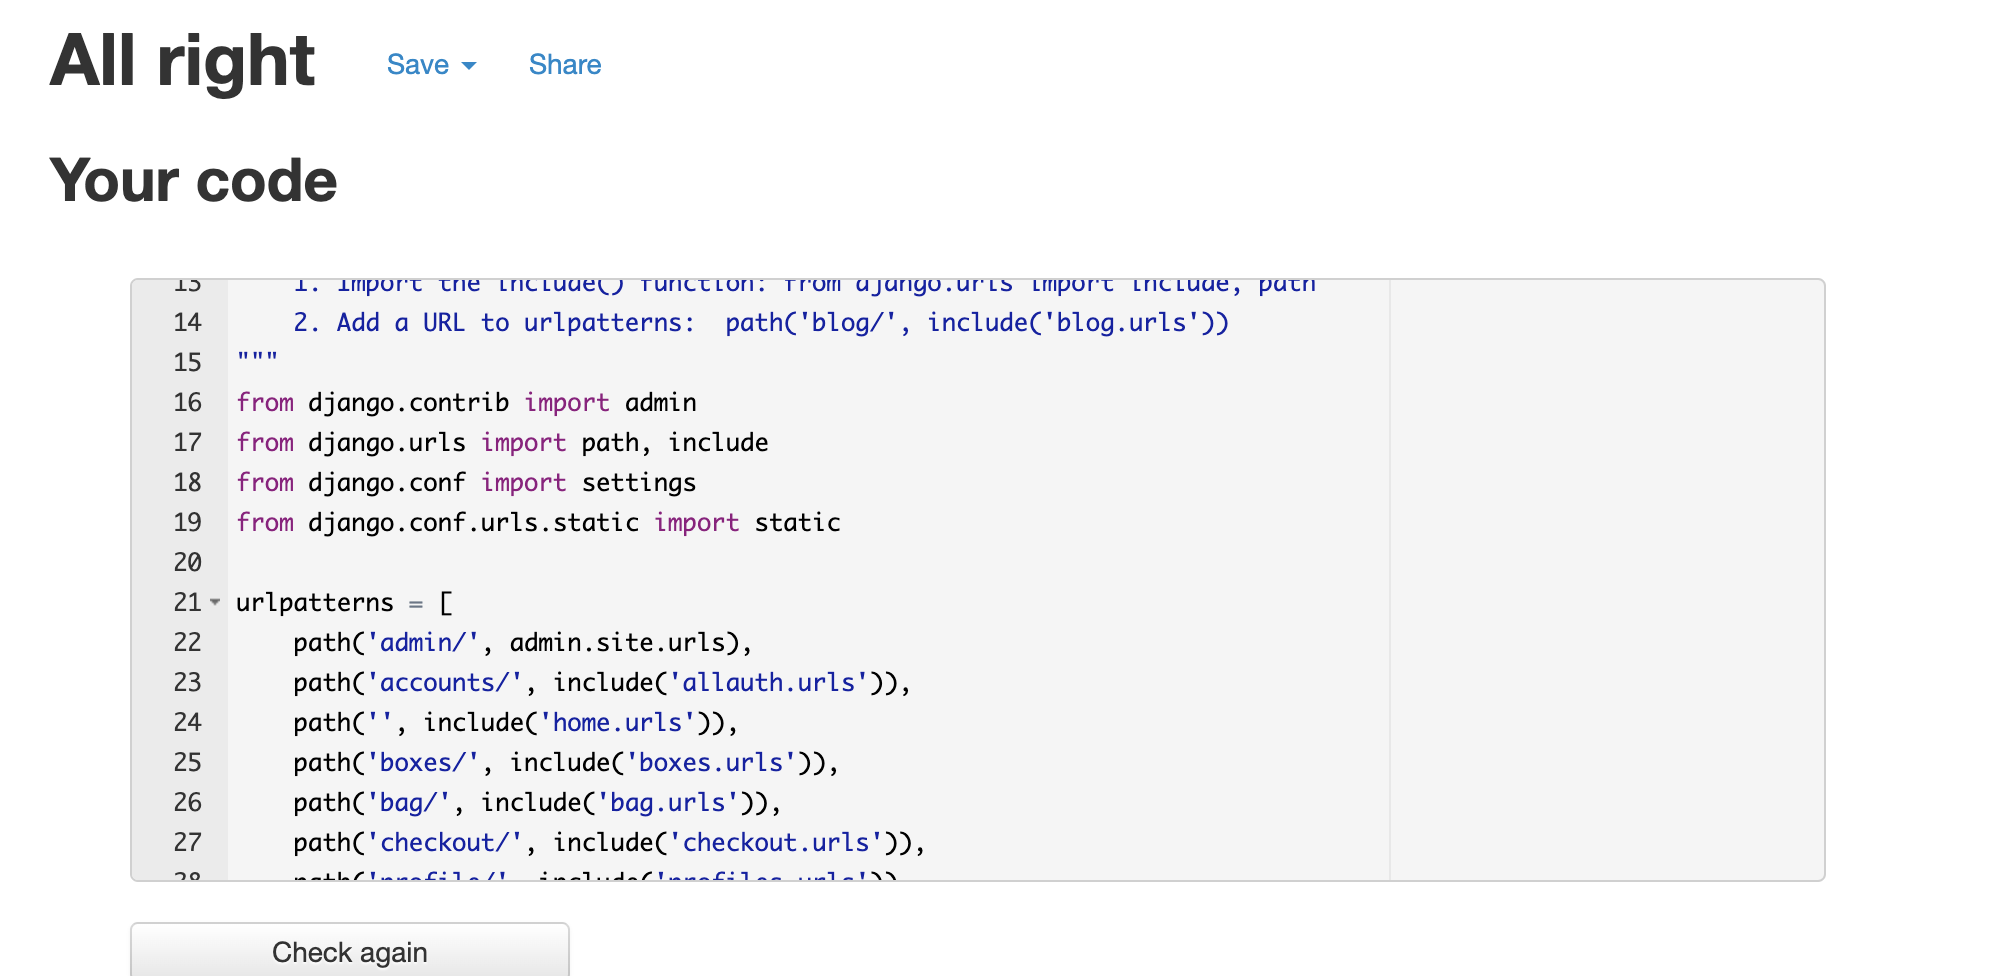 All right
Save
Share
Your code
13 1. Import the include() function: from django.urls import include, path
14 2. Add a URL to urlpatterns:  path('blog/', include('blog.urls'))
15 """
16 from django.contrib import admin
17 from django.urls import path, include
18 from django.conf import settings
19 from django.conf.urls.static import static
20
21 urlpatterns = [
22 path('admin/', admin.site.urls),
23 path('accounts/', include('allauth.urls')),
24 path('', include('home.urls')),
25 path('boxes/', include('boxes.urls')),
26 path('bag/', include('bag.urls')),
27 path('checkout/', include('checkout.urls')),
28 path('profile/', include('profiles.urls'))
Check again